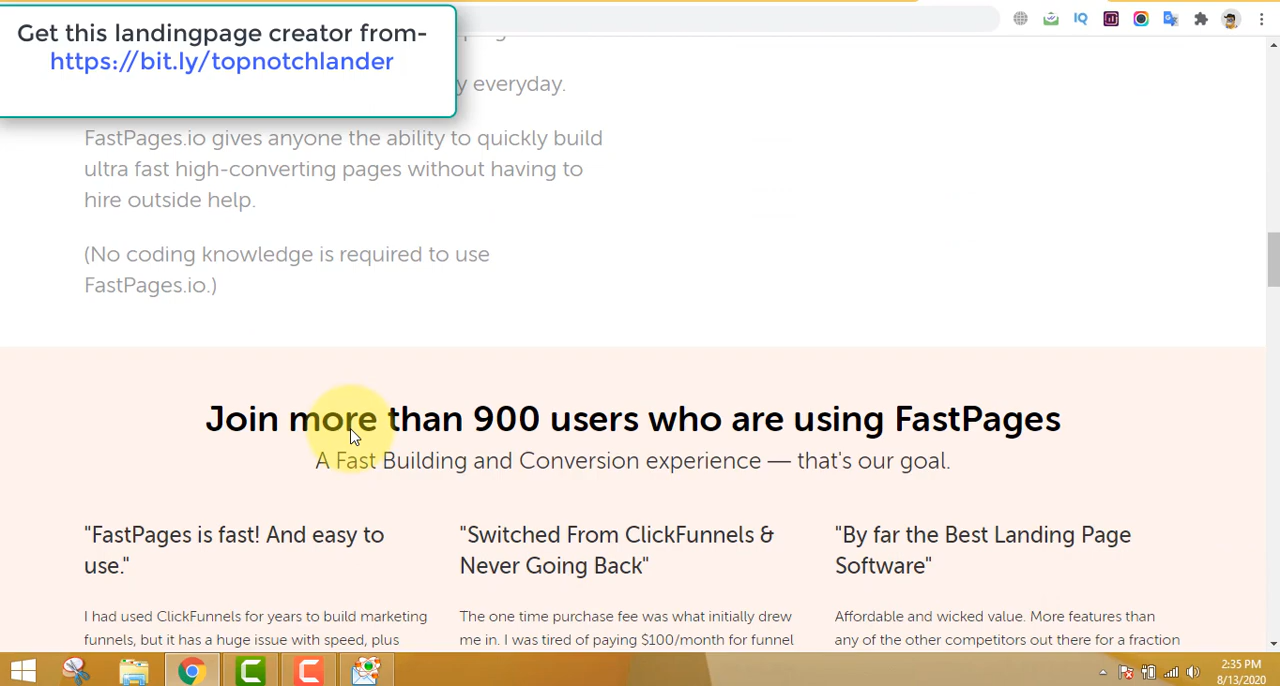 Get this landingpage creator from-
https://bit.ly/topnotchlander
y everyday.
FastPages.io gives anyone the ability to quickly build
ultra fast high-converting pages without having to
hire outside help.
(No coding knowledge is required to use
FastPages.io.)
Join more than 900 users who are using FastPages
A Fast Building and Conversion experience — that's our goal.
"FastPages is fast! And easy to
use."
I had used ClickFunnels for years to build marketing
funnels, but it has a huge issue with speed, plus
"Switched From ClickFunnels &
Never Going Back"
The one time purchase fee was what initially drew
me in. I was tired of paying $100/month for funnel
"By far the Best Landing Page
Software"
Affordable and wicked value. More features than
any of the other competitors out there for a fraction
IQ
2:35 PM
8/13/2020